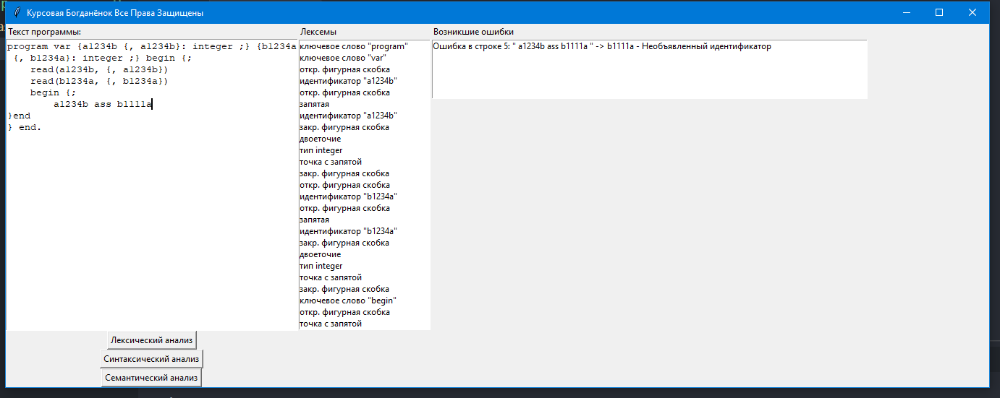 Курсовая Богданёнок Все Права Защищены
Текст программы:
program var {a1234b {, a1234b}: integer ;} {b1234a
{, b1234a}: integer ;} begin {;
read(a1234b, {, a1234b})
read(b1234a, {, b1234a})
begin {;
a1234b ass b1111a
}end
} end.
Лексемы
ключевое слово "program"
ключевое слово "var"
откр. фигурная скобка
идентификатор "a1234b"
откр. фигурная скобка
запятая
идентификатор "a1234b"
закр. фигурная скобка
двоеточие
тип integer
точка с запятой
закр. фигурная скобка
откр. фигурная скобка
идентификатор "b1234a"
откр. фигурная скобка
запятая
идентификатор "b1234a"
закр. фигурная скобка
двоеточие
тип integer
точка с запятой
закр. фигурная скобка
ключевое слово "begin"
откр. фигурная скобка
точка с запятой
Возникшие ошибки
Ошибка в строке 5: " a1234b ass b1111a " -> b1111a - Необъявленный идентификатор
Лексический анализ
Синтаксический анализ
Семантический анализ